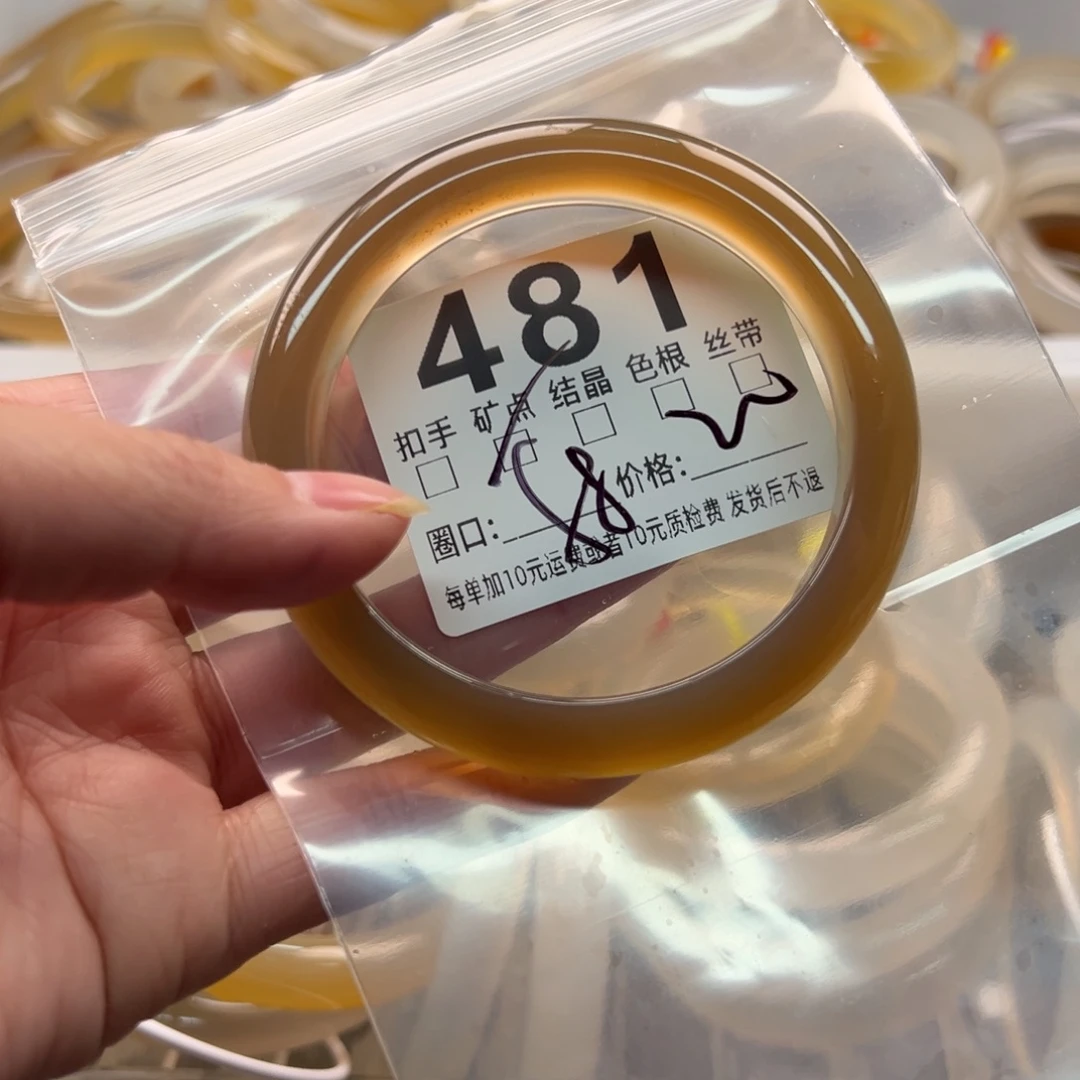 481
扣手 矿点 结晶 色根 丝带
圈口: 58 价格:
每单加10元运费或者10元质检费 发货后不退